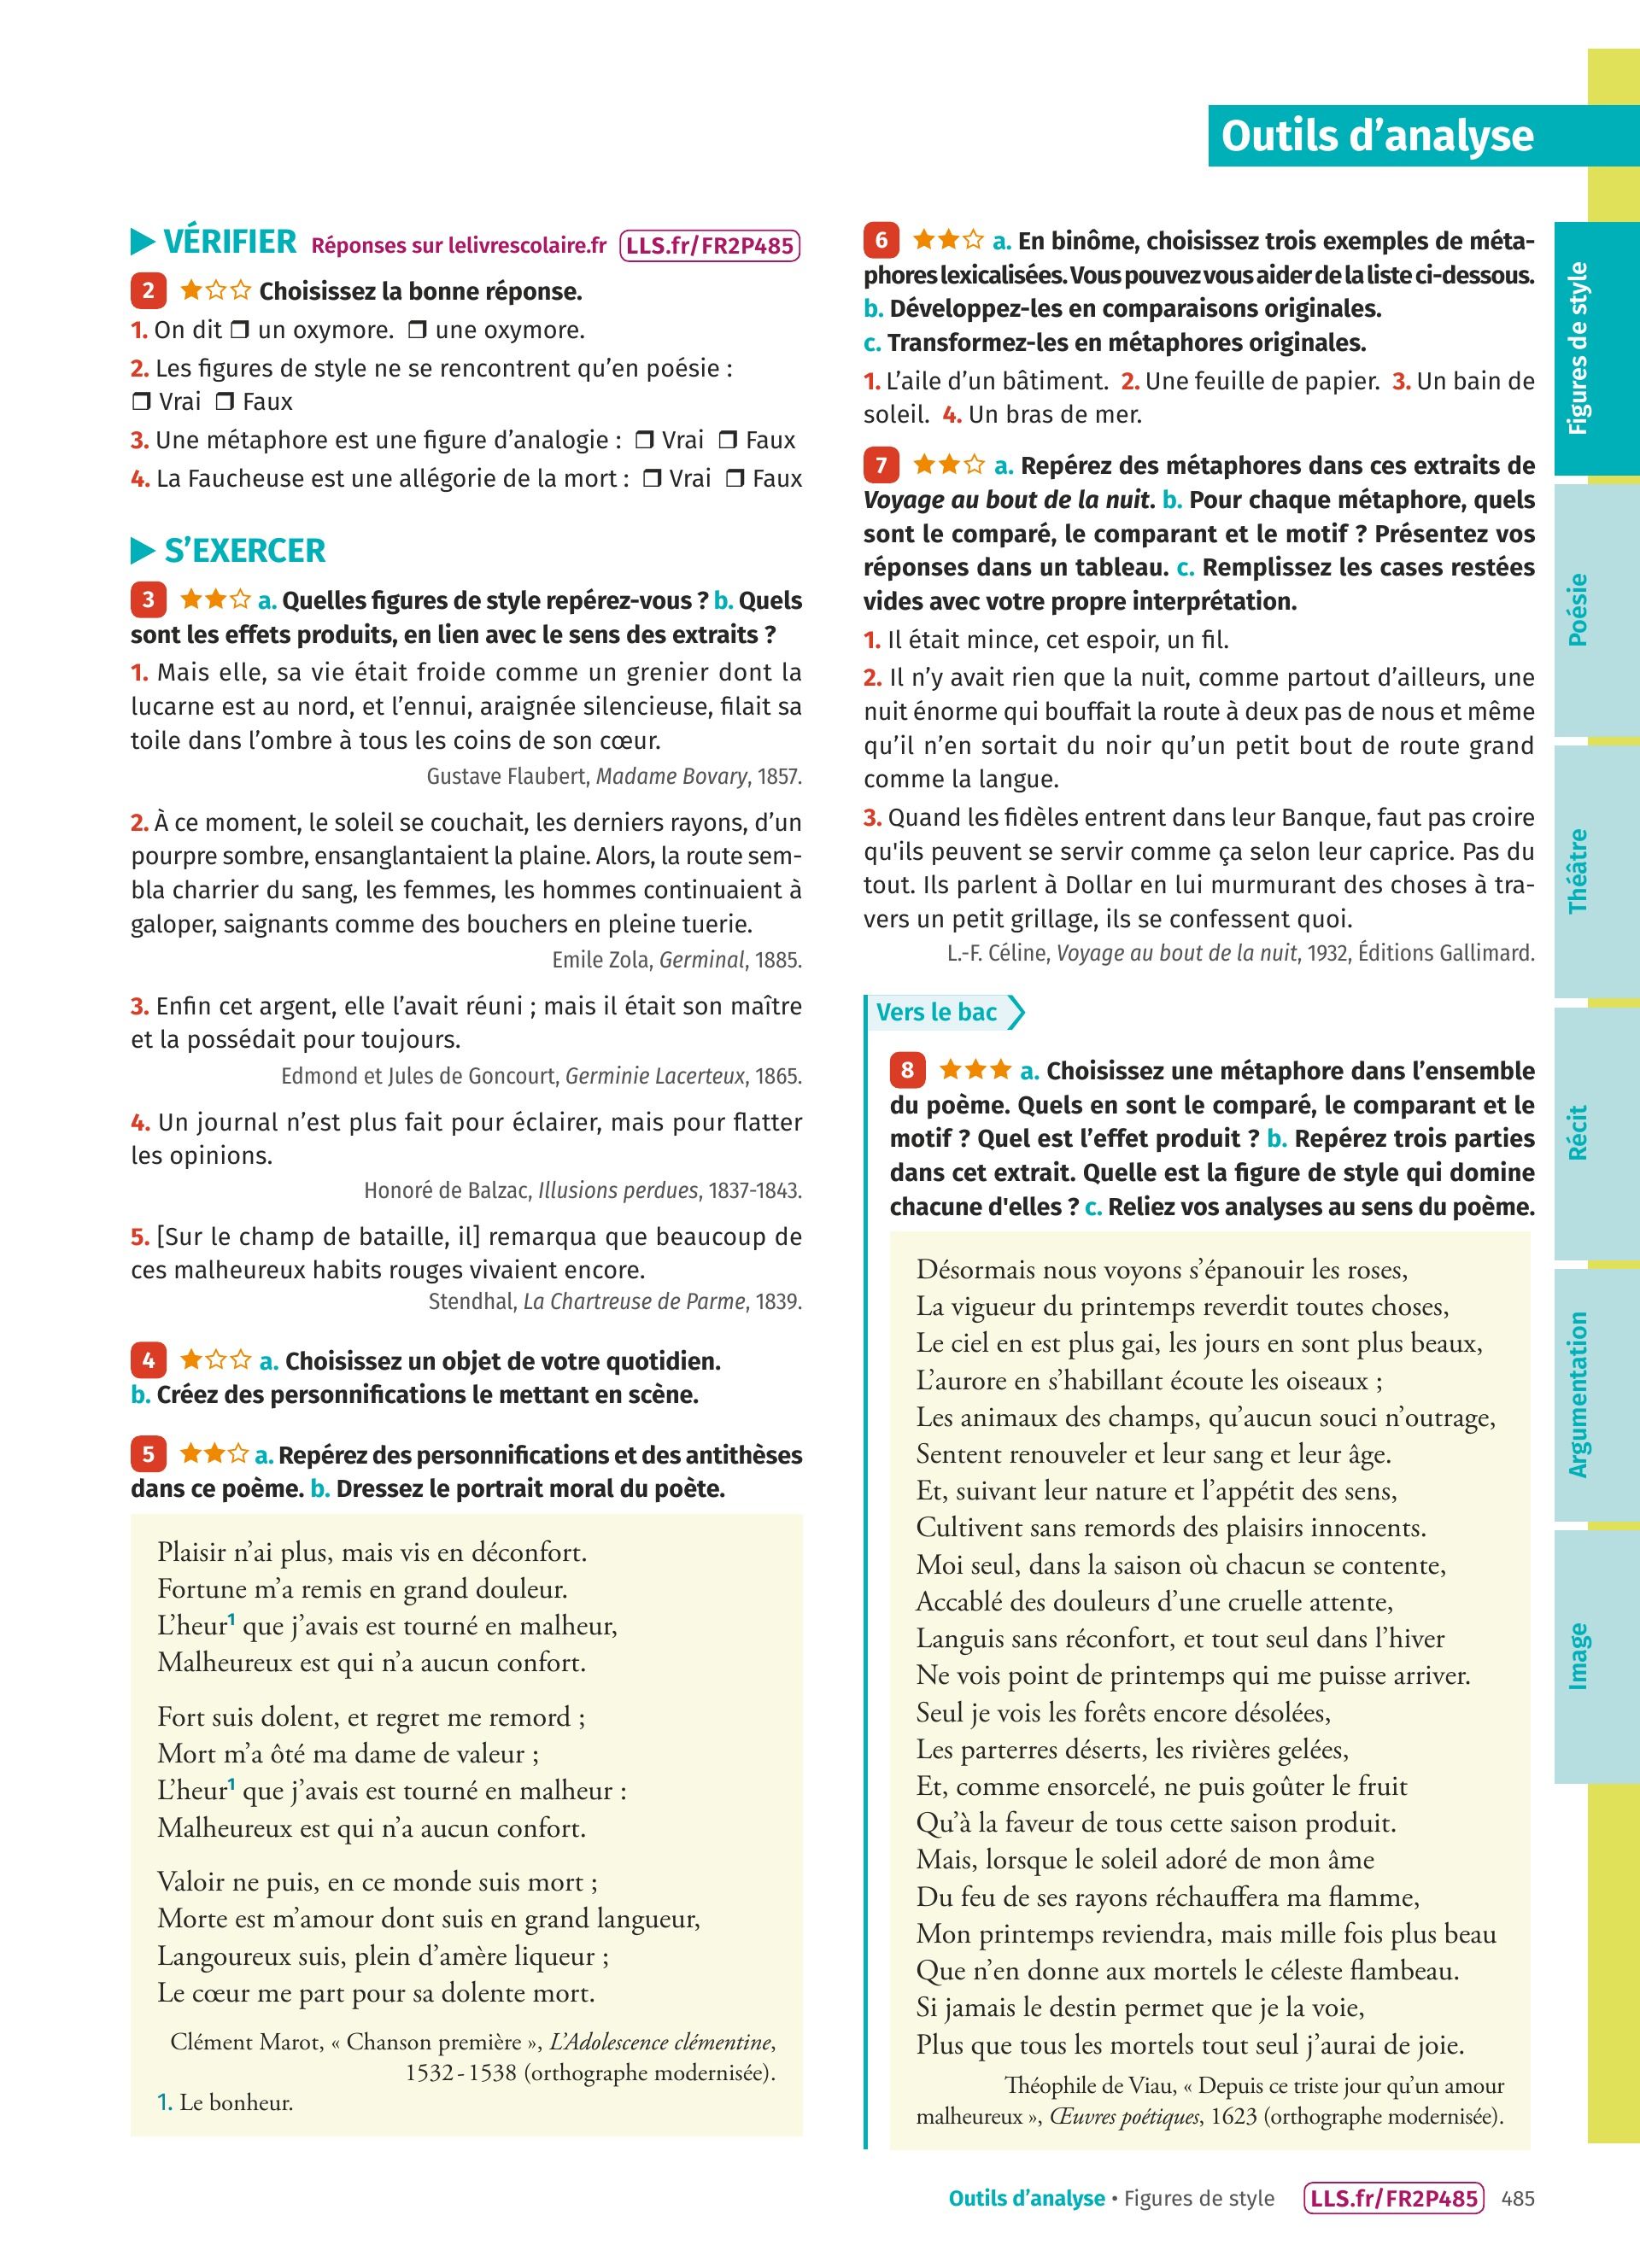 Outils d'analyse
▶ VÉRIFIER Réponses sur lelivrescolaire.fr LLS.fr/FR2P485
2 ★☆☆ Choisissez la bonne réponse.
1. On dit ❒ un oxymore. ❒ une oxymore.
2. Les figures de style ne se rencontrent qu'en poésie :
❒ Vrai ❒ Faux
3. Une métaphore est une figure d'analogie : ❒ Vrai ❒ Faux
4. La Faucheuse est une allégorie de la mort : ❒ Vrai ❒ Faux
▶ S'EXERCER
3 ★★☆ a. Quelles figures de style repérez-vous ? b. Quels
sont les effets produits, en lien avec le sens des extraits ?
1. Mais elle, sa vie était froide comme un grenier dont la
lucarne est au nord, et l'ennui, araignée silencieuse, filait sa
toile dans l'ombre à tous les coins de son cœur.
Gustave Flaubert, Madame Bovary, 1857.
2. À ce moment, le soleil se couchait, les derniers rayons, d'un
pourpre sombre, ensanglantaient la plaine. Alors, la route sem-
bla charrier du sang, les femmes, les hommes continuaient à
galoper, saignants comme des bouchers en pleine tuerie.
Emile Zola, Germinal, 1885.
3. Enfin cet argent, elle l'avait réuni ; mais il était son maître
et la possédait pour toujours.
Edmond et Jules de Goncourt, Germinie Lacerteux, 1865.
4. Un journal n'est plus fait pour éclairer, mais pour flatter
les opinions.
Honoré de Balzac, Illusions perdues, 1837-1843.
5. [Sur le champ de bataille, il] remarqua que beaucoup de
ces malheureux habits rouges vivaient encore.
Stendhal, La Chartreuse de Parme, 1839.
4 ★☆☆ a. Choisissez un objet de votre quotidien.
b. Créez des personnifications le mettant en scène.
5 ★★☆ a. Repérez des personnifications et des antithèses
dans ce poème. b. Dressez le portrait moral du poète.
Plaisir n'ai plus, mais vis en déconfort.
Fortune m'a remis en grand douleur.
L'heur1 que j'avais est tourné en malheur,
Malheureux est qui n'a aucun confort.
Fort suis dolent, et regret me remord ;
Mort m'a ôté ma dame de valeur ;
L'heur1 que j'avais est tourné en malheur :
Malheureux est qui n'a aucun confort.
Valoir ne puis, en ce monde suis mort ;
Morte est m'amour dont suis en grand langueur,
Langoureux suis, plein d'amère liqueur ;
Le cœur me part pour sa dolente mort.
Clément Marot, « Chanson première », L'Adolescence clémentine,
1532-1538 (orthographe modernisée).
1. Le bonheur.
6 ★★☆ a. En binôme, choisissez trois exemples de méta-
phores lexicalisées. Vous pouvez vous aider de la liste ci-dessous.
b. Développez-les en comparaisons originales.
c. Transformez-les en métaphores originales.
1. L'aile d'un bâtiment. 2. Une feuille de papier. 3. Un bain de
soleil. 4. Un bras de mer.
7 ★★☆ a. Repérez des métaphores dans ces extraits de
Voyage au bout de la nuit. b. Pour chaque métaphore, quels
sont le comparé, le comparant et le motif ? Présentez vos
réponses dans un tableau. c. Remplissez les cases restées
vides avec votre propre interprétation.
1. Il était mince, cet espoir, un fil.
2. Il n'y avait rien que la nuit, comme partout d'ailleurs, une
nuit énorme qui bouffait la route à deux pas de nous et même
qu'il n'en sortait du noir qu'un petit bout de route grand
comme la langue.
3. Quand les fidèles entrent dans leur Banque, faut pas croire
qu'ils peuvent se servir comme ça selon leur caprice. Pas du
tout. Ils parlent à Dollar en lui murmurant des choses à tra-
vers un petit grillage, ils se confessent quoi.
L.-F. Céline, Voyage au bout de la nuit, 1932, Éditions Gallimard.
Vers le bac
8 ★★★ a. Choisissez une métaphore dans l'ensemble
du poème. Quels en sont le comparé, le comparant et le
motif ? Quel est l'effet produit ? b. Repérez trois parties
dans cet extrait. Quelle est la figure de style qui domine
chacune d'elles ? c. Reliez vos analyses au sens du poème.
Désormais nous voyons s'épanouir les roses,
La vigueur du printemps reverdit toutes choses,
Le ciel en est plus gai, les jours en sont plus beaux,
L'aurore en s'habillant écoute les oiseaux ;
Les animaux des champs, qu'aucun souci n'outrage,
Sentent renouveler et leur sang et leur âge.
Et, suivant leur nature et l'appétit des sens,
Cultivent sans remords des plaisirs innocents.
Moi seul, dans la saison où chacun se contente,
Accablé des douleurs d'une cruelle attente,
Languis sans réconfort, et tout seul dans l'hiver
Ne vois point de printemps qui me puisse arriver.
Seul je vois les forêts encore désolées,
Les parterres déserts, les rivières gelées,
Et, comme ensorcelé, ne puis goûter le fruit
Qu'à la faveur de tous cette saison produit.
Mais, lorsque le soleil adoré de mon âme
Du feu de ses rayons réchauffera ma flamme,
Mon printemps reviendra, mais mille fois plus beau
Que n'en donne aux mortels le céleste flambeau.
Si jamais le destin permet que je la voie,
Plus que tous les mortels tout seul j'aurai de joie.
Théophile de Viau, « Depuis ce triste jour qu'un amour
malheureux », Œuvres poétiques, 1623 (orthographe modernisée).
Figures de style
Poésie
Théâtre
Récit
Argumentation
Image
Outils d'analyse • Figures de style LLS.fr/FR2P485 485